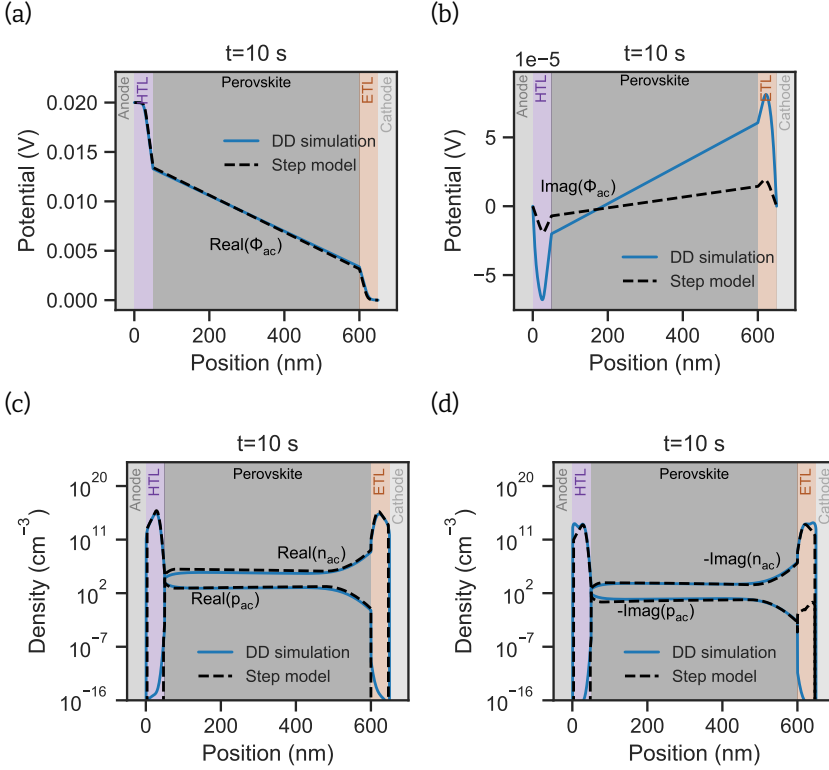 (a)
t=10 s
Anode
HTL
Perovskite
ETL
Cathode
0.020
0.015
0.010
0.005
0.000
Potential (V)
DD simulation
Step model
Real(Φac)
0
200
400
600
Position (nm)
(b)
t=10 s
1e−5
Anode
HTL
Perovskite
ETL
Cathode
5
0
−5
Potential (V)
Imag(Φac)
DD simulation
Step model
0
200
400
600
Position (nm)
(c)
t=10 s
Anode
HTL
Perovskite
ETL
Cathode
10^20
10^11
10^2
10^−7
10^−16
Density (cm^−3)
Real(nac)
Real(pac)
DD simulation
Step model
0
200
400
600
Position (nm)
(d)
t=10 s
Anode
HTL
Perovskite
ETL
Cathode
10^20
10^11
10^2
10^−7
10^−16
Density (cm^−3)
-Imag(nac)
-Imag(pac)
DD simulation
Step model
0
200
400
600
Position (nm)